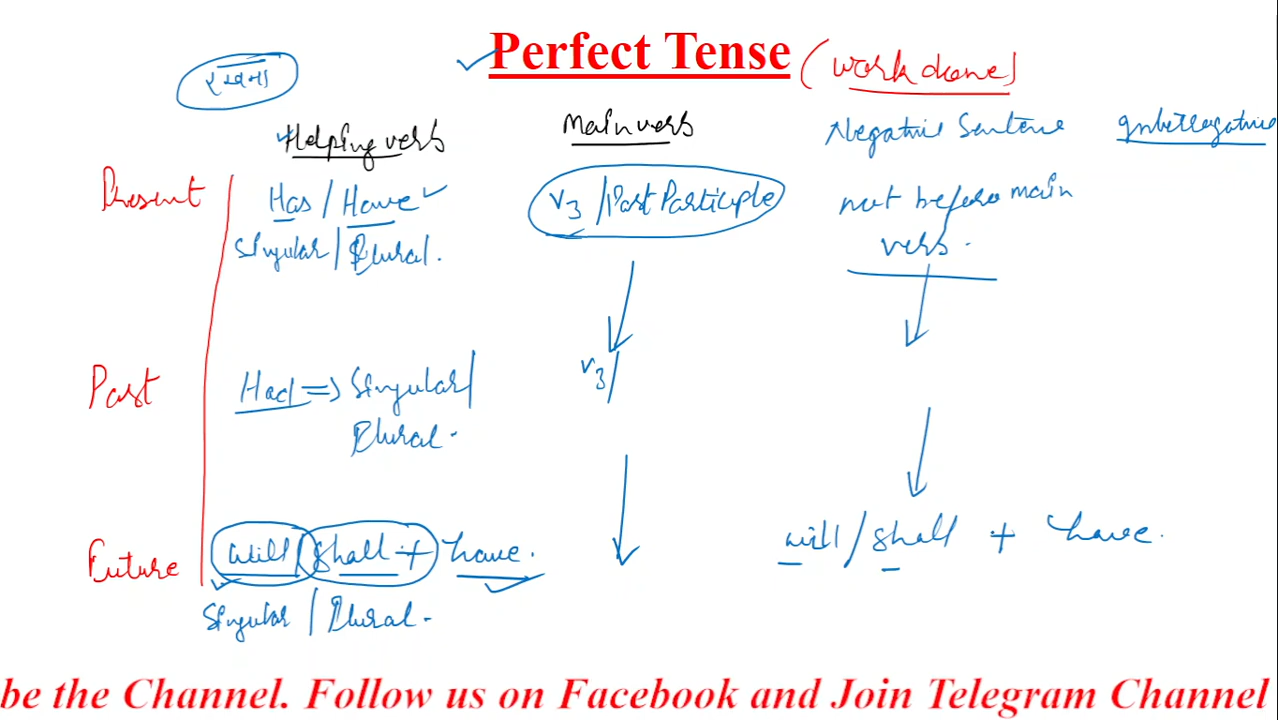 Perfect Tense (work done)
रखना
Helping verb
Main verb
Negative Sentence
Interrogative
Present
Has / Have
Singular / Plural.
V3 / Past Participle
not before main
verb.
Past
Had => Singular /
Plural.
V3 /
Future
will / shall + have.
Singular / Plural.
will / shall + have.
be the Channel. Follow us on Facebook and Join Telegram Channel